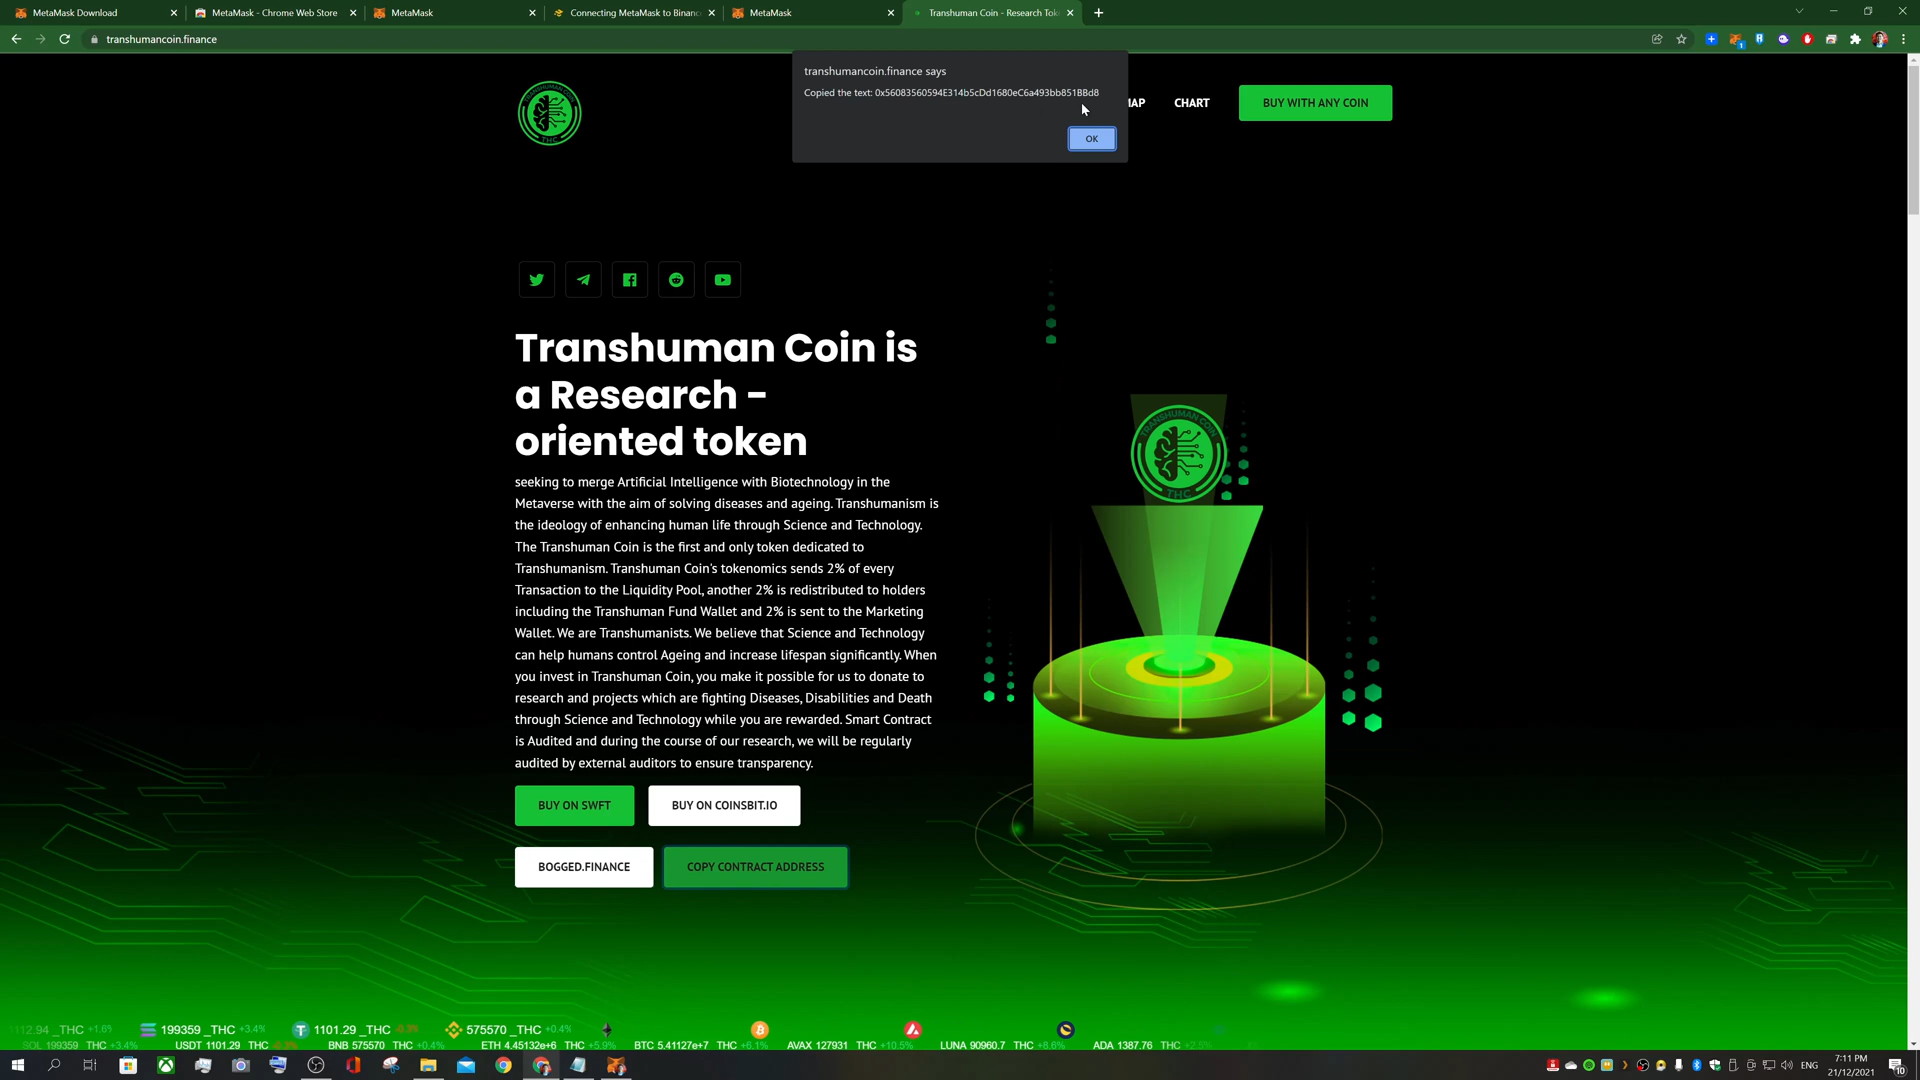 MetaMask Download
MetaMask - Chrome Web Store
MetaMask
Connecting MetaMask to Binanc
MetaMask
Transhuman Coin - Research Tok
transhumancoin.finance
transhumancoin.finance says
Copied the text: 0x56083560594E314b5cDd1680eC6a493bb851BBd8
OK
MAP
CHART
BUY WITH ANY COIN
TRANSHUMAN COIN
THC
Transhuman Coin is
a Research -
oriented token
seeking to merge Artificial Intelligence with Biotechnology in the
Metaverse with the aim of solving diseases and ageing. Transhumanism is
the ideology of enhancing human life through Science and Technology.
The Transhuman Coin is the first and only token dedicated to
Transhumanism. Transhuman Coin's tokenomics sends 2% of every
Transaction to the Liquidity Pool, another 2% is redistributed to holders
including the Transhuman Fund Wallet and 2% is sent to the Marketing
Wallet. We are Transhumanists. We believe that Science and Technology
can help humans control Ageing and increase lifespan significantly. When
you invest in Transhuman Coin, you make it possible for us to donate to
research and projects which are fighting Diseases, Disabilities and Death
through Science and Technology while you are rewarded. Smart Contract
is Audited and during the course of our research, we will be regularly
audited by external auditors to ensure transparency.
TRANSHUMAN COIN
THC
BUY ON SWFT
BUY ON COINSBIT.IO
BOGGED.FINANCE
COPY CONTRACT ADDRESS
112.94 _THC +1.6% 199359 _THC +3.4% 1101.29 _THC -0.3% 575570 _THC +0.4%
SOL 199359 THC +3.4% USDT 1101.29 THC -0.3% BNB 575570 THC +0.4% ETH 4.45132e+6 THC +5.9% BTC 5.41127e+7 THC +6.1% AVAX 127931 THC +10.5% LUNA 90960.7 THC +8.6% ADA 1387.76 THC +2.5%
ENG
7:11 PM
21/12/2021
10